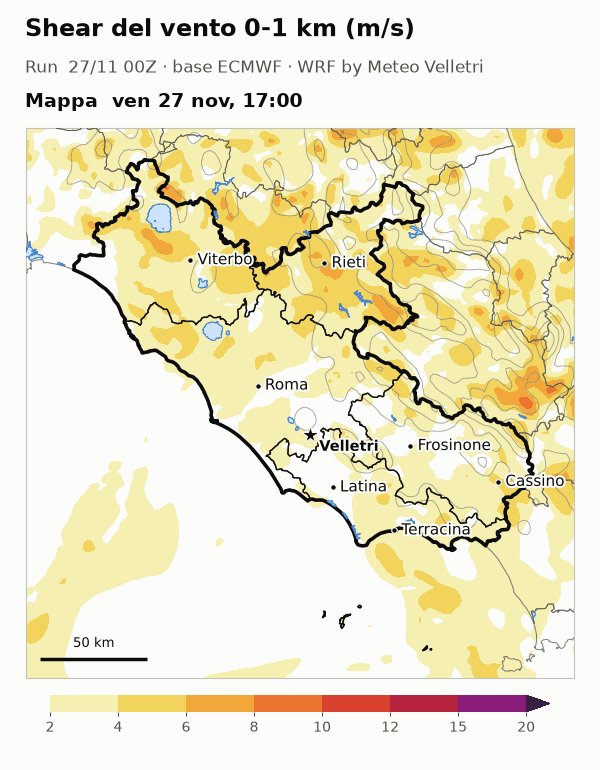 Shear del vento 0-1 km (m/s)
Run  27/11 00Z · base ECMWF · WRF by Meteo Velletri
Mappa  ven 27 nov, 17:00
Viterbo
Rieti
Roma
Velletri
Frosinone
Latina
Cassino
Terracina
50 km
2 4 6 8 10 12 15 20